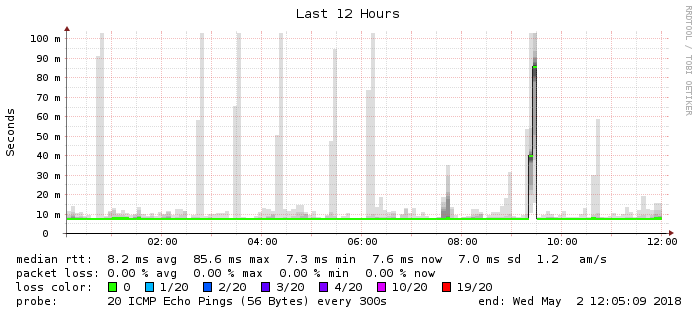 Last 12 Hours
RRDTOOL / TOBI OETIKER
Seconds
100 m
90 m
80 m
70 m
60 m
50 m
40 m
30 m
20 m
10 m
0
02:00 04:00 06:00 08:00 10:00 12:00
median rtt: 8.2 ms avg 85.6 ms max 7.3 ms min 7.6 ms now 7.0 ms sd 1.2 am/s
packet loss: 0.00 % avg 0.00 % max 0.00 % min 0.00 % now
loss color: 0 1/20 2/20 3/20 4/20 10/20 19/20
probe: 20 ICMP Echo Pings (56 Bytes) every 300s end: Wed May 2 12:05:09 2018